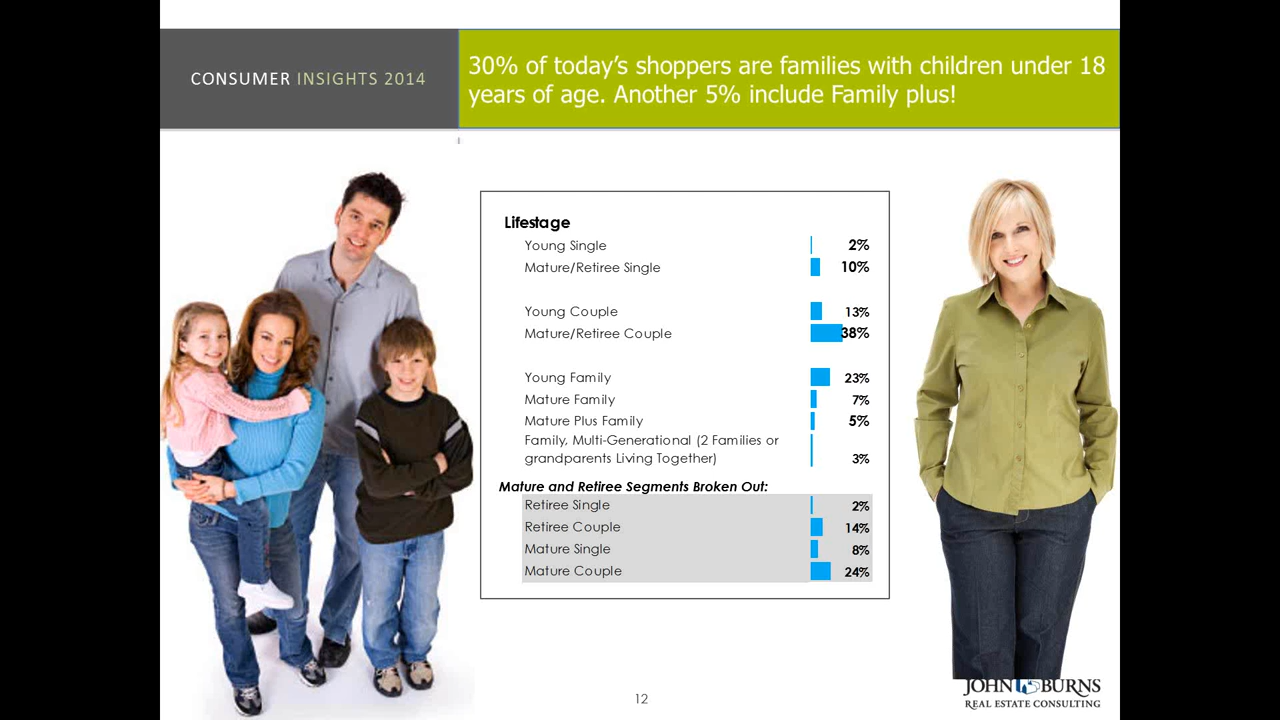 CONSUMER INSIGHTS 2014
30% of today's shoppers are families with children under 18
years of age. Another 5% include Family plus!
Lifestage
Young Single 2%
Mature/Retiree Single 10%
Young Couple 13%
Mature/Retiree Couple 38%
Young Family 23%
Mature Family 7%
Mature Plus Family 5%
Family, Multi-Generational (2 Families or
grandparents Living Together) 3%
Mature and Retiree Segments Broken Out:
Retiree Single 2%
Retiree Couple 14%
Mature Single 8%
Mature Couple 24%
12
JOHN BURNS
REAL ESTATE CONSULTING